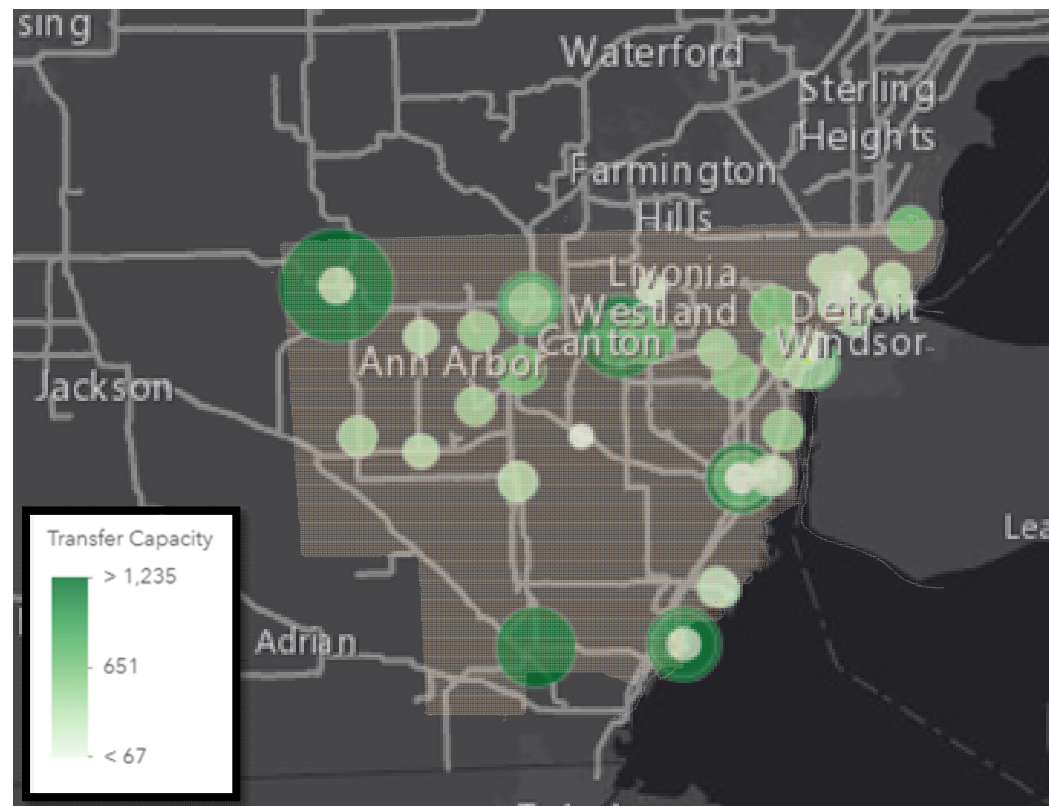 sing
Waterford
Sterling
Heights
Farmington
Hills
Livonia
Westland
Detroit
Canton
Windsor
Ann Arbor
Jackson
Lea
Transfer Capacity
> 1,235
651
< 67
Adrian